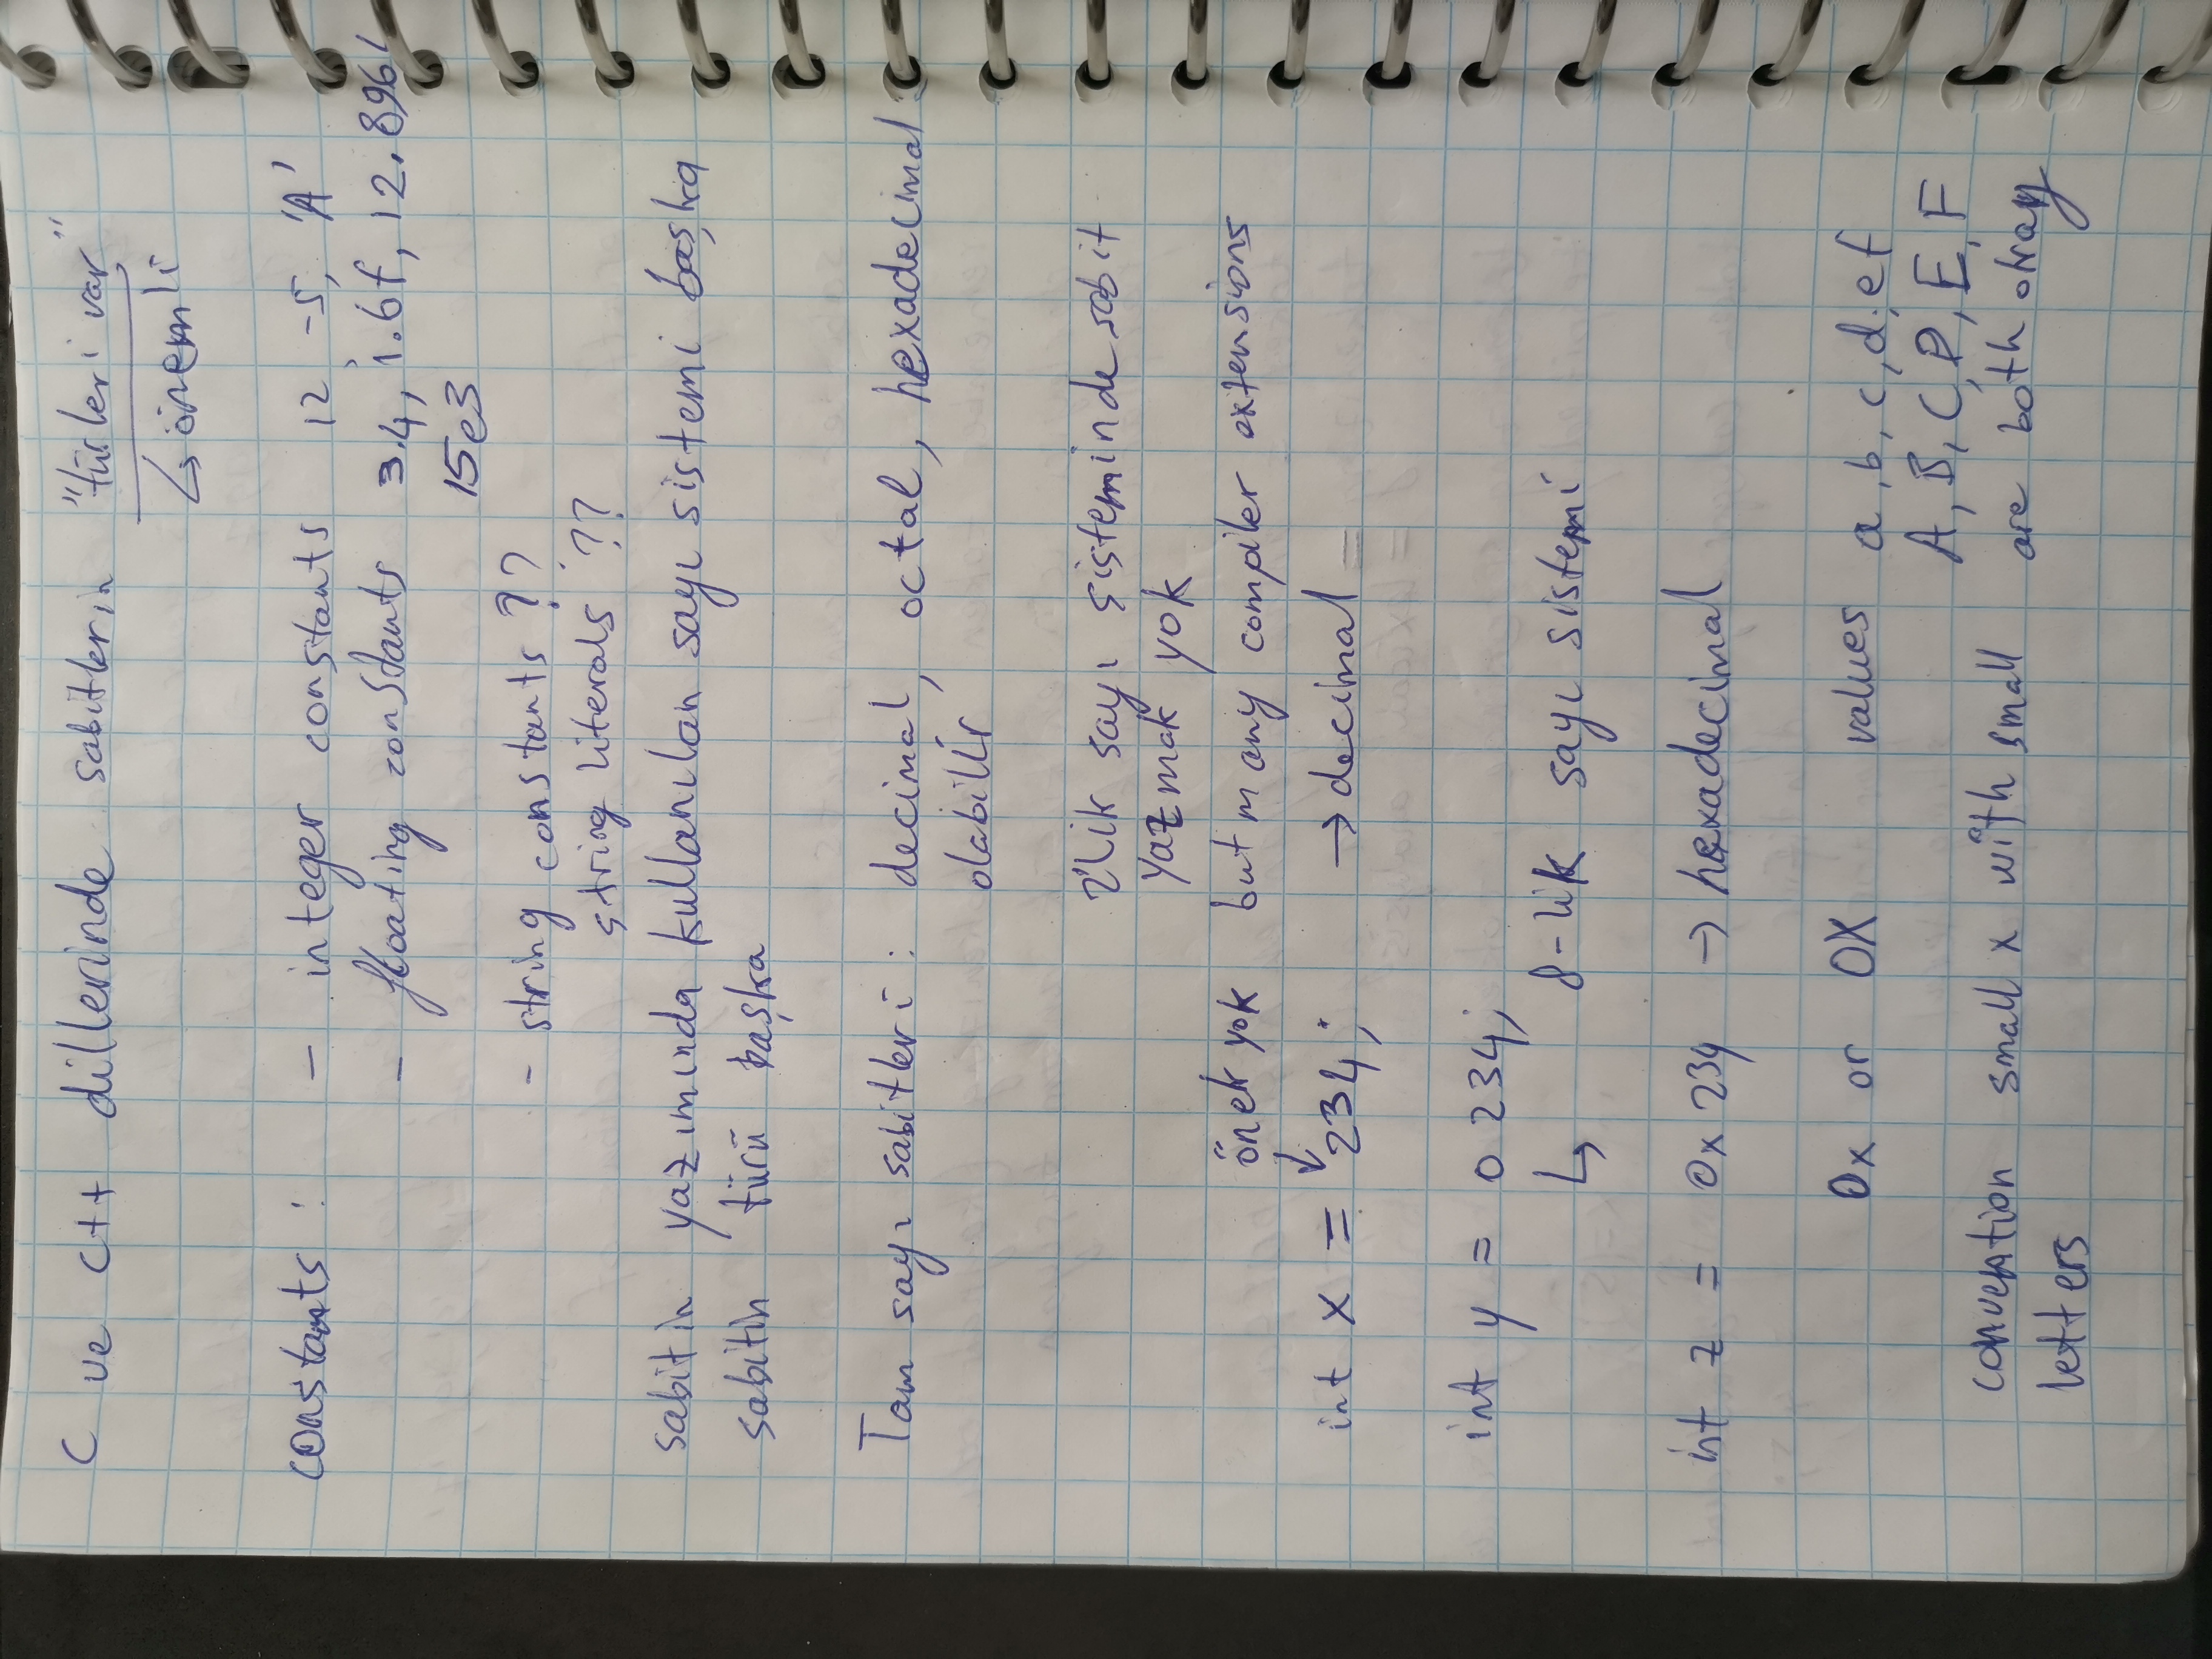 C ve C++ dillerinde sabitlerin "türleri var"
↳ önemli
constants : - integer constants 12, -5, 'A'
- floating constants 3.4, 1.6f, 12.896l
15e3
- string constants ??
string literals ??
sabitin yazımında kullanılan sayı sistemi başka
sabitin türü başka
Tam sayı sabitleri : decimal, octal, hexadecimal
olabilir
2'lik sayı sisteminde sabit
yazmak yok
önek yok but many compiler extensions
int x = 234; → decimal
int y = 0234;
↳ 8-lik sayı sistemi
int z = 0x234 → hexadecimal
0x or 0X values a, b, c, d, e f
A, B, C, D, E, F
convention small x with small are both okay
letters